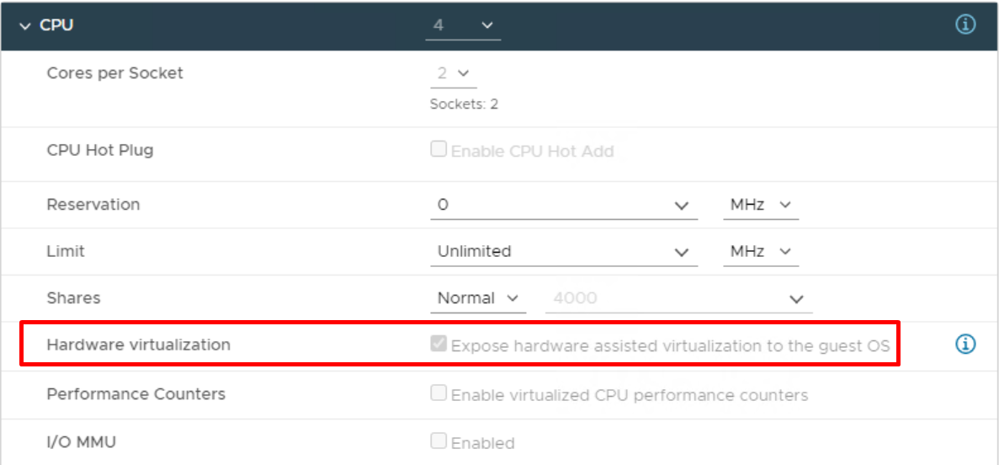 CPU 4
Cores per Socket 2
Sockets: 2
CPU Hot Plug Enable CPU Hot Add
Reservation 0 MHz
Limit Unlimited MHz
Shares Normal 4000
Hardware virtualization Expose hardware assisted virtualization to the guest OS
Performance Counters Enable virtualized CPU performance counters
I/O MMU Enabled